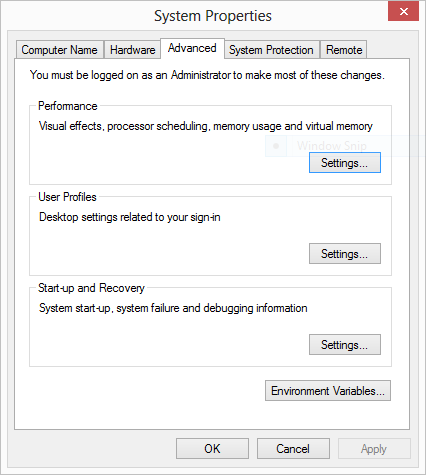 System Properties
Computer Name Hardware Advanced System Protection Remote
You must be logged on as an Administrator to make most of these changes.
Performance
Visual effects, processor scheduling, memory usage and virtual memory
Window Snip
Settings...
User Profiles
Desktop settings related to your sign-in
Settings...
Start-up and Recovery
System start-up, system failure and debugging information
Settings...
Environment Variables...
OK Cancel Apply